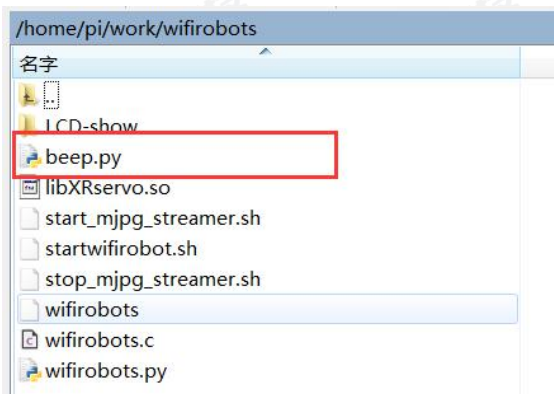 /home/pi/work/wifirobots
名字
..
LCD-show
beep.py
libXRservo.so
start_mjpg_streamer.sh
startwifirobot.sh
stop_mjpg_streamer.sh
wifirobots
wifirobots.c
wifirobots.py